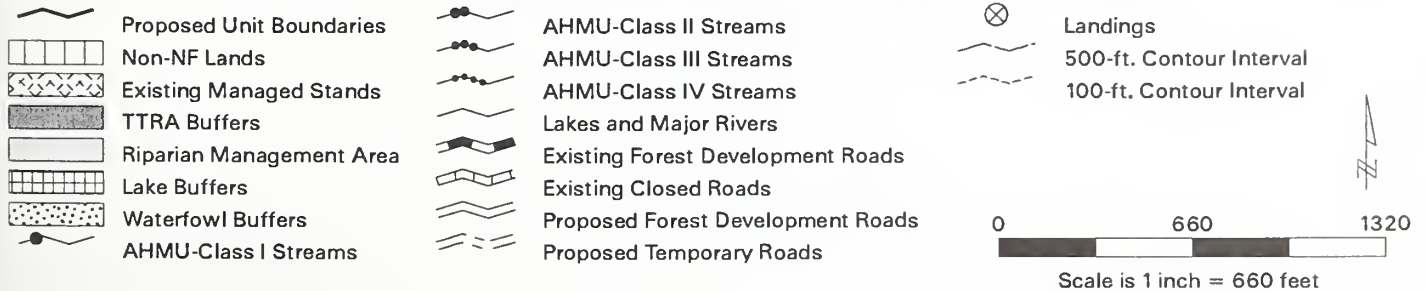 Proposed Unit Boundaries
Non-NF Lands
Existing Managed Stands
TTRA Buffers
Riparian Management Area
Lake Buffers
Waterfowl Buffers
AHMU-Class I Streams
AHMU-Class II Streams
AHMU-Class III Streams
AHMU-Class IV Streams
Lakes and Major Rivers
Existing Forest Development Roads
Existing Closed Roads
Proposed Forest Development Roads
Proposed Temporary Roads
Landings
500-ft. Contour Interval
100-ft. Contour Interval
N
0 660 1320
Scale is 1 inch = 660 feet